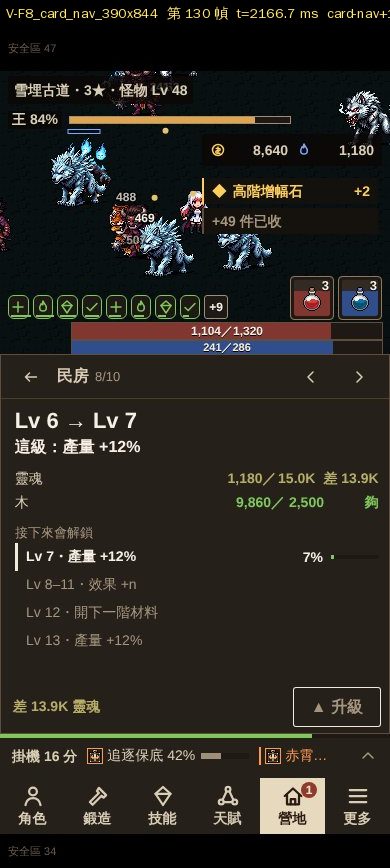 V-F8_card_nav_390x844 第 130 幀 t=2166.7 ms card-nav+
安全區 47
雪埋古道・3★・怪物 Lv 48
王 84%
8,640 1,180
◆ 高階增幅石 +2
+49 件已收
488
469
50
+9
3
3
1,104／1,320
241／286
← 民房 8/10
Lv 6 → Lv 7
這級：產量 +12%
靈魂 1,180／15.0K 差 13.9K
木 9,860／2,500 夠
接下來會解鎖
Lv 7・產量 +12% 7%
Lv 8–11・效果 +n
Lv 12・開下一階材料
Lv 13・產量 +12%
差 13.9K 靈魂
▲ 升級
掛機 16 分 追逐保底 42% 赤霄…
角色 鍛造 技能 天賦 營地 1 更多
安全區 34